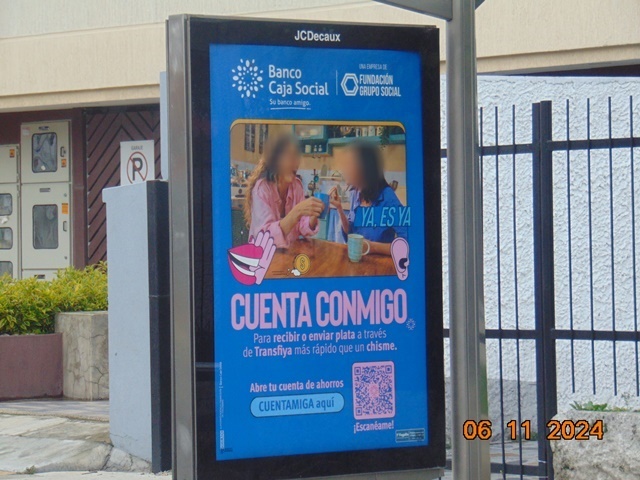 JCDecaux
Banco
Caja Social
Su banco amigo.
UNA EMPRESA DE
FUNDACIÓN
GRUPO SOCIAL
YA, ES YA
CUENTA CONMIGO
Para recibir o enviar plata a través
de Transfiya más rápido que un chisme.
Abre tu cuenta de ahorros
CUENTAMIGA aquí
¡Escanéame!
R
06 11 2024